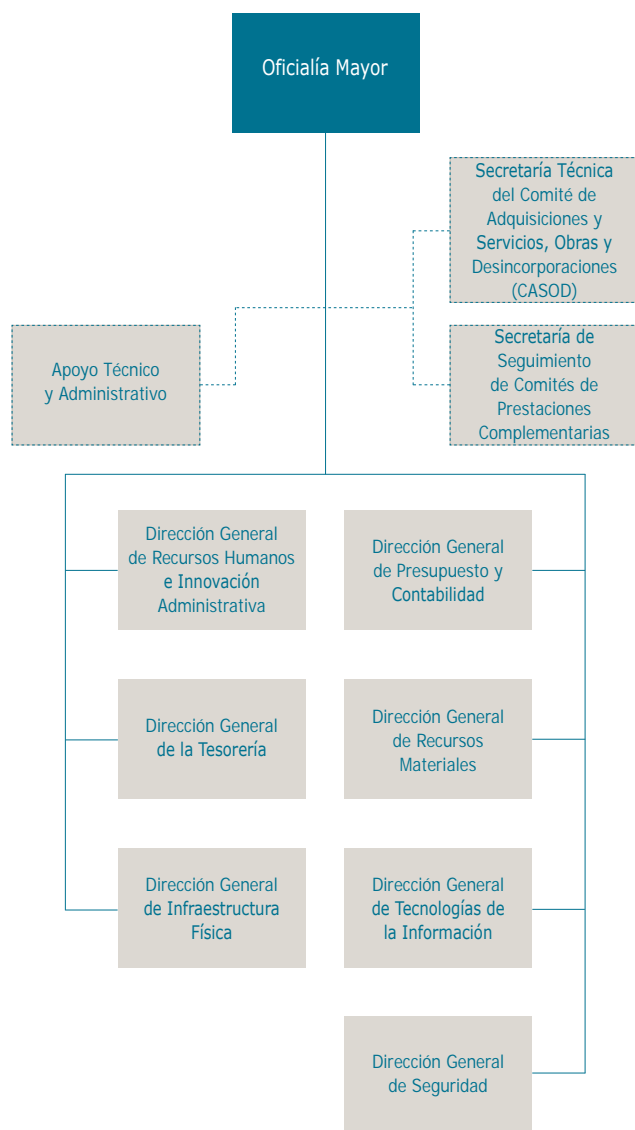 Oficialía Mayor
Secretaría Técnica
del Comité de
Adquisiciones y
Servicios, Obras y
Desincorporaciones
(CASOD)
Apoyo Técnico
y Administrativo
Secretaría de
Seguimiento
de Comités de
Prestaciones
Complementarias
Dirección General
de Recursos Humanos
e Innovación
Administrativa
Dirección General
de Presupuesto y
Contabilidad
Dirección General
de la Tesorería
Dirección General
de Recursos
Materiales
Dirección General
de Infraestructura
Física
Dirección General
de Tecnologías de
la Información
Dirección General
de Seguridad